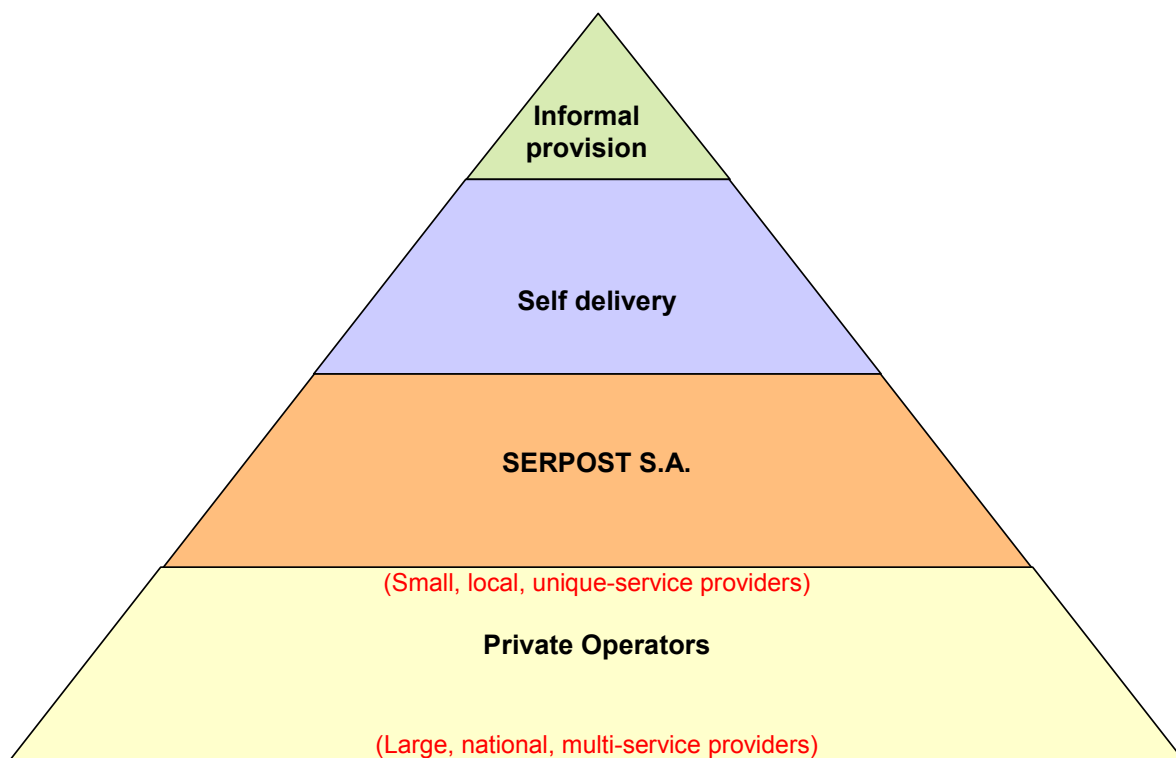 Informal
provision
Self delivery
SERPOST S.A.
(Small, local, unique-service providers)
Private Operators
(Large, national, multi-service providers)